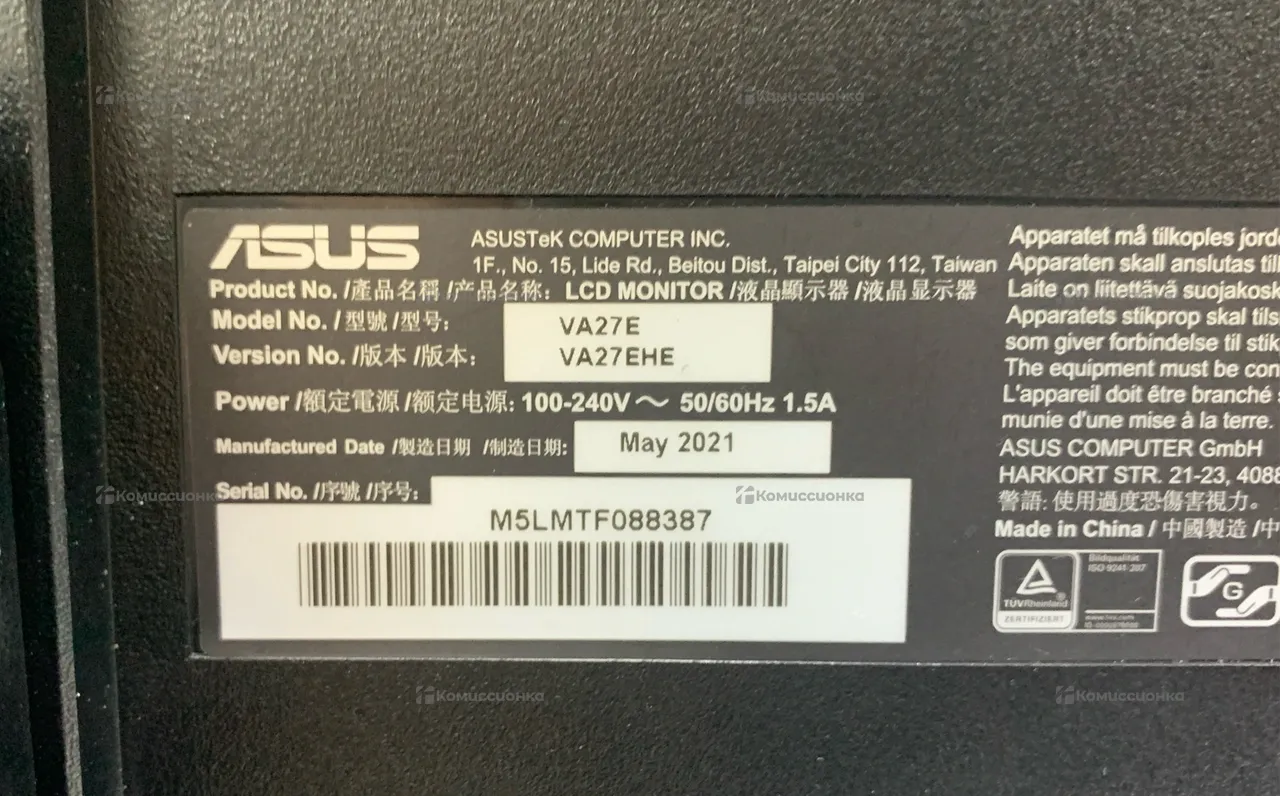 Комиссионка
Комиссионка
ASUS
ASUSTeK COMPUTER INC.
1F., No. 15, Lide Rd., Beitou Dist., Taipei City 112, Taiwan
Product No. /產品名稱 /产品名称: LCD MONITOR /液晶顯示器 /液晶显示器
Model No. / 型號 /型号: VA27E
Version No. /版本 /版本: VA27EHE
Power /額定電源 /额定电源: 100-240V ～ 50/60Hz 1.5A
Manufactured Date /製造日期 /制造日期: May 2021
Serial No. /序號 /序号:
M5LMTF088387
Apparatet må tilkoples jord
Apparaten skall anslutas till
Laite on liitettävä suojakosk
Apparatets stikprop skal tils
som giver forbindelse til stik
The equipment must be con
L'appareil doit être branché
munie d'une mise à la terre.
ASUS COMPUTER GmbH
HARKORT STR. 21-23, 4088
警語: 使用過度恐傷害視力。
Made in China / 中國製造 /中
TÜVRheinland
ZERTIFIZIERT
Bildqualität
ISO 9241-307
G
Комиссионка
Комиссионка
Комиссионка
Комиссионка